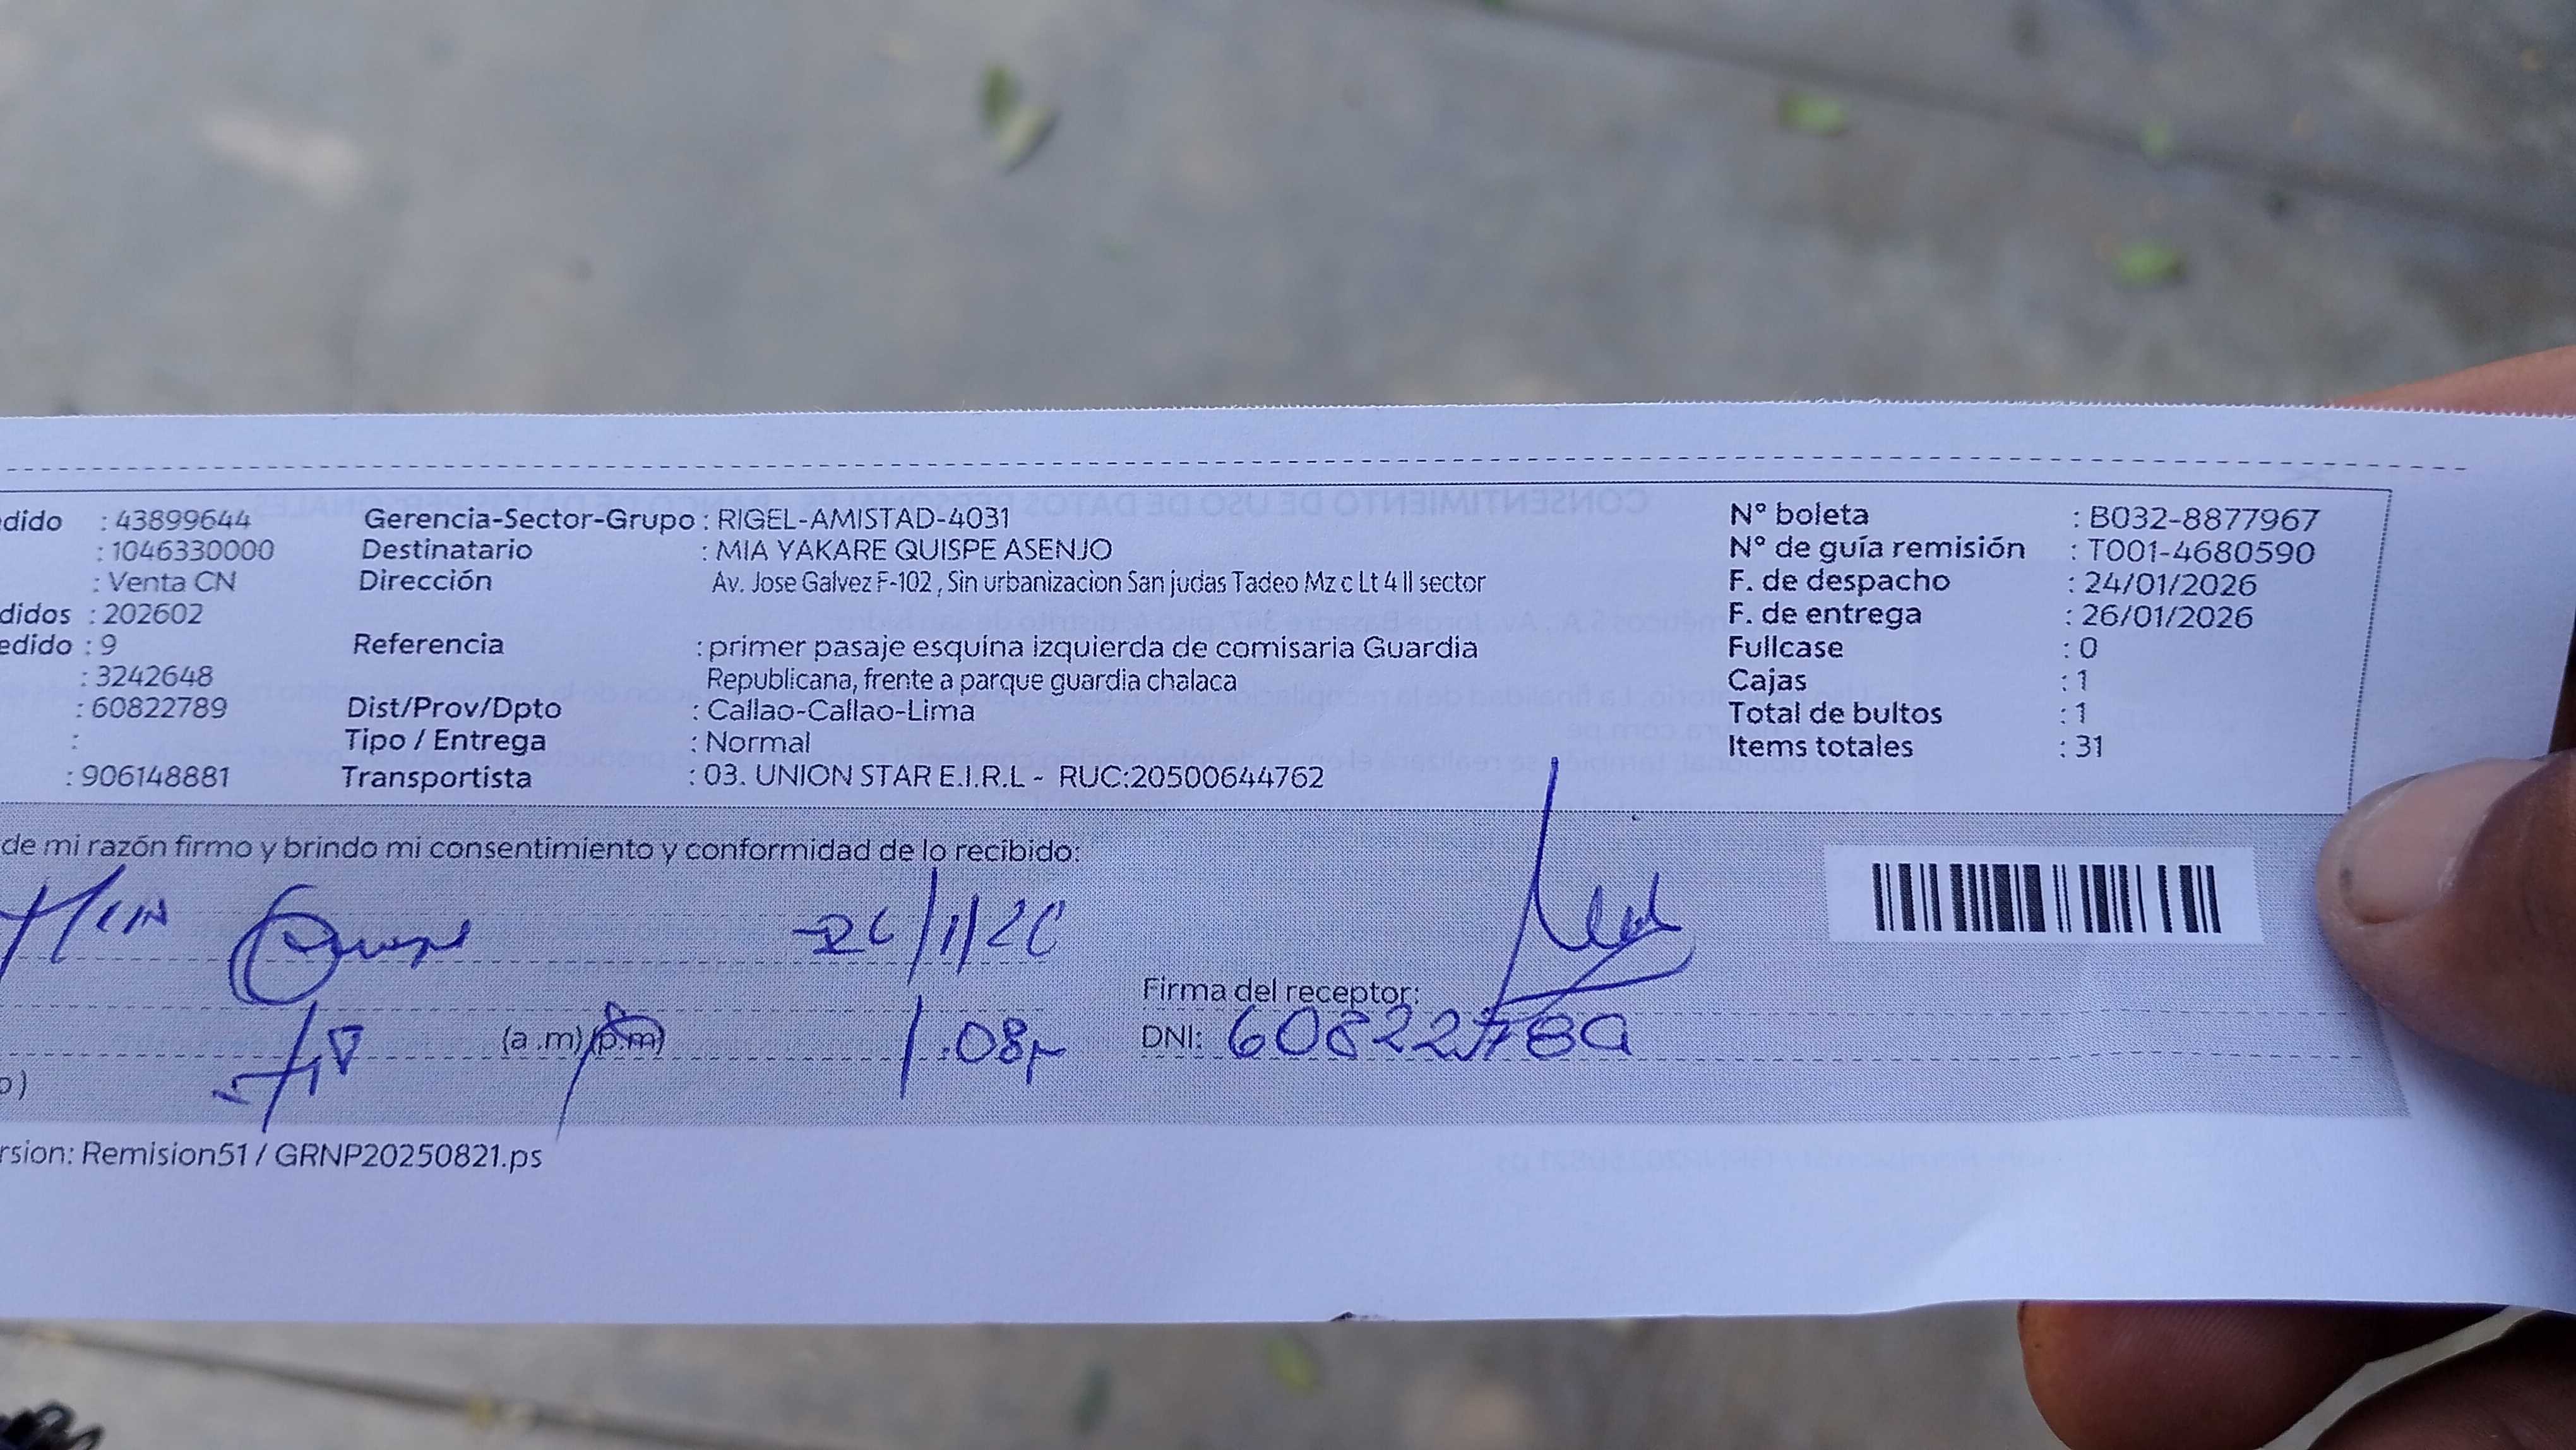 dido : 43899644 Gerencia-Sector-Grupo : RIGEL-AMISTAD-4031 N° boleta : B032-8877967
: 1046330000 Destinatario : MIA YAKARE QUISPE ASENJO N° de guía remisión : T001-4680590
: Venta CN Dirección Av. Jose Galvez F-102 , Sin urbanizacion San judas Tadeo Mz c Lt 4 II sector F. de despacho : 24/01/2026
didos : 202602 F. de entrega : 26/01/2026
edido : 9 Referencia : primer pasaje esquina izquierda de comisaria Guardia Fullcase : 0
: 3242648 Republicana, frente a parque guardia chalaca Cajas : 1
: 60822789 Dist/Prov/Dpto : Callao-Callao-Lima Total de bultos : 1
: Tipo / Entrega : Normal Items totales : 31
: 906148881 Transportista : 03. UNION STAR E.I.R.L - RUC:20500644762
de mi razón firmo y brindo mi consentimiento y conformidad de lo recibido:
26/1/26
Firma del receptor:
(a .m)/(p.m) 1.08 DNI: 60822789
o)
rsion: Remision51 / GRNP20250821.ps